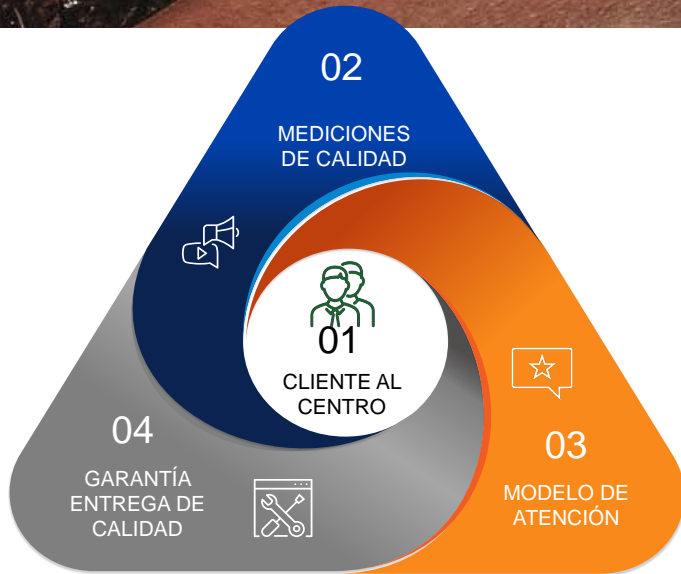 02
MEDICIONES
DE CALIDAD
01
CLIENTE AL
CENTRO
03
MODELO DE
ATENCIÓN
04
GARANTÍA
ENTREGA DE
CALIDAD